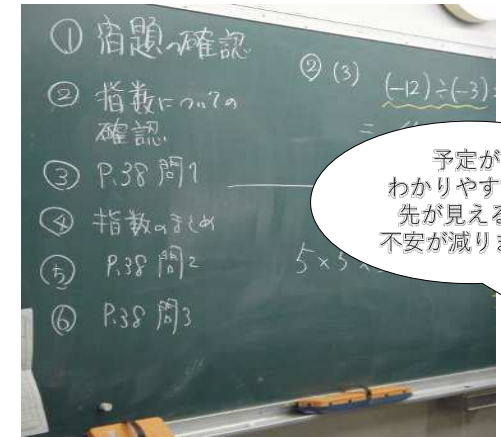 ① 宿題の確認
② 指数についての
確認.
③ P.38 問1
④ 指数のまとめ
⑤ P.38 問2
⑥ P.38 問3
② (3) (-12)÷(-3)
=
5×5×
予定が
わかりやす
先が見える
不安が減りま